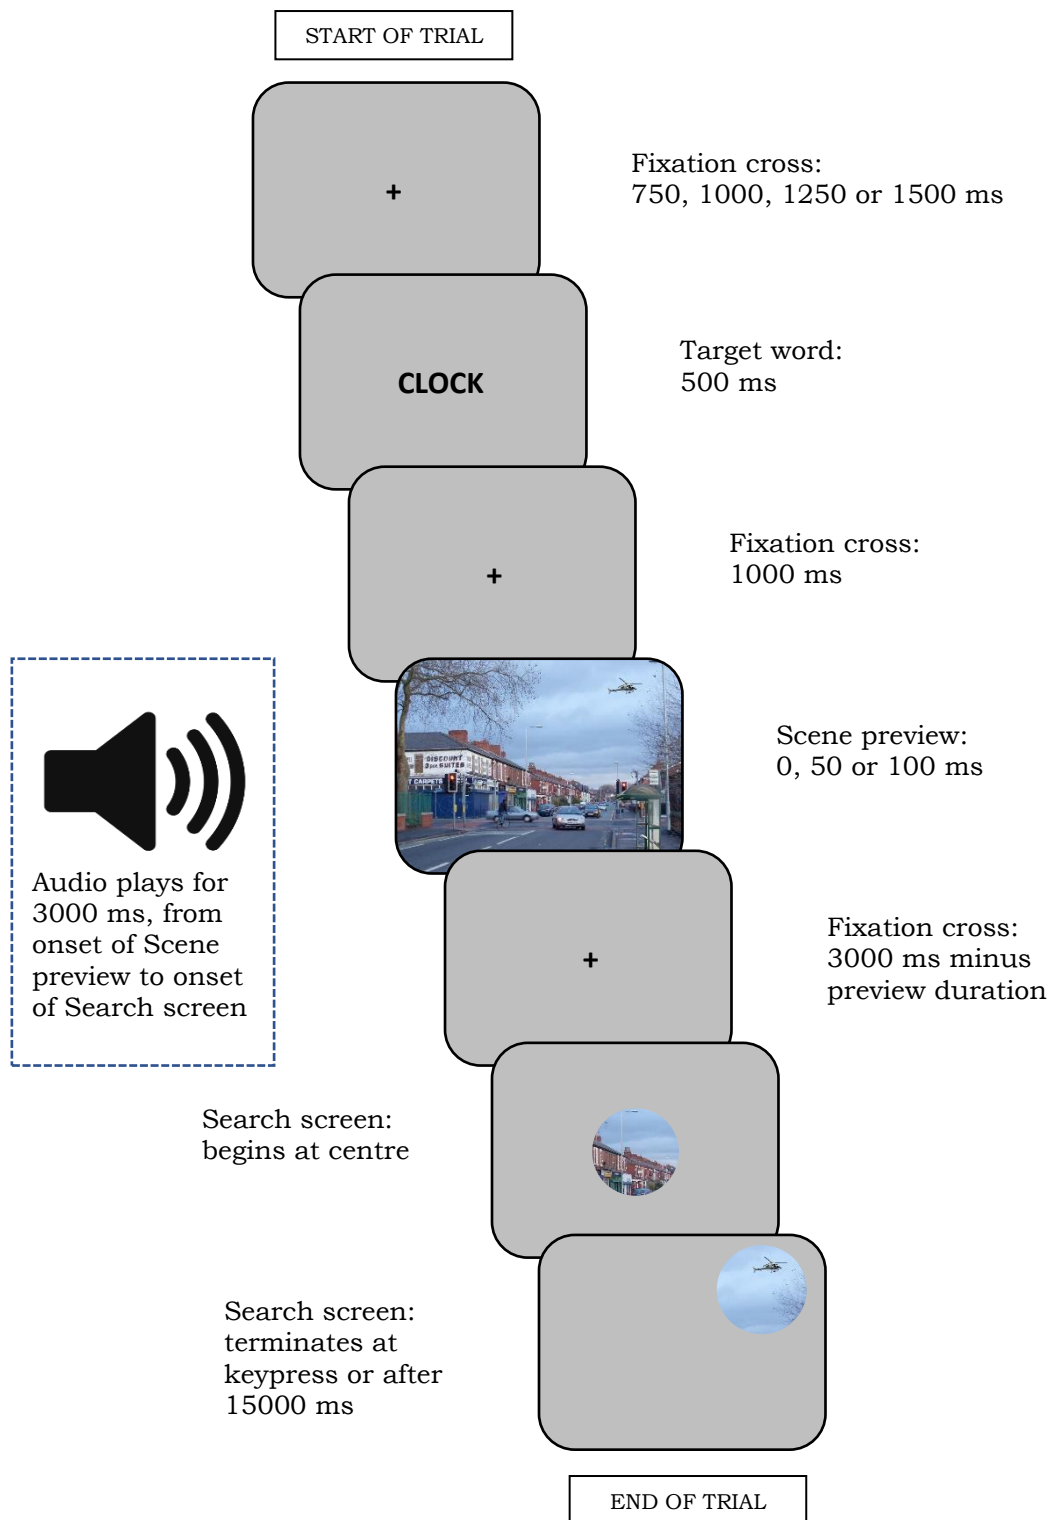 START OF TRIAL
+
Fixation cross:
750, 1000, 1250 or 1500 ms
CLOCK
Target word:
500 ms
+
Fixation cross:
1000 ms
DISCOUNT
SUITES
CARPETS
Scene preview:
0, 50 or 100 ms
Audio plays for
3000 ms, from
onset of Scene
preview to onset
of Search screen
+
Fixation cross:
3000 ms minus
preview duration
Search screen:
begins at centre
Search screen:
terminates at
keypress or after
15000 ms
END OF TRIAL